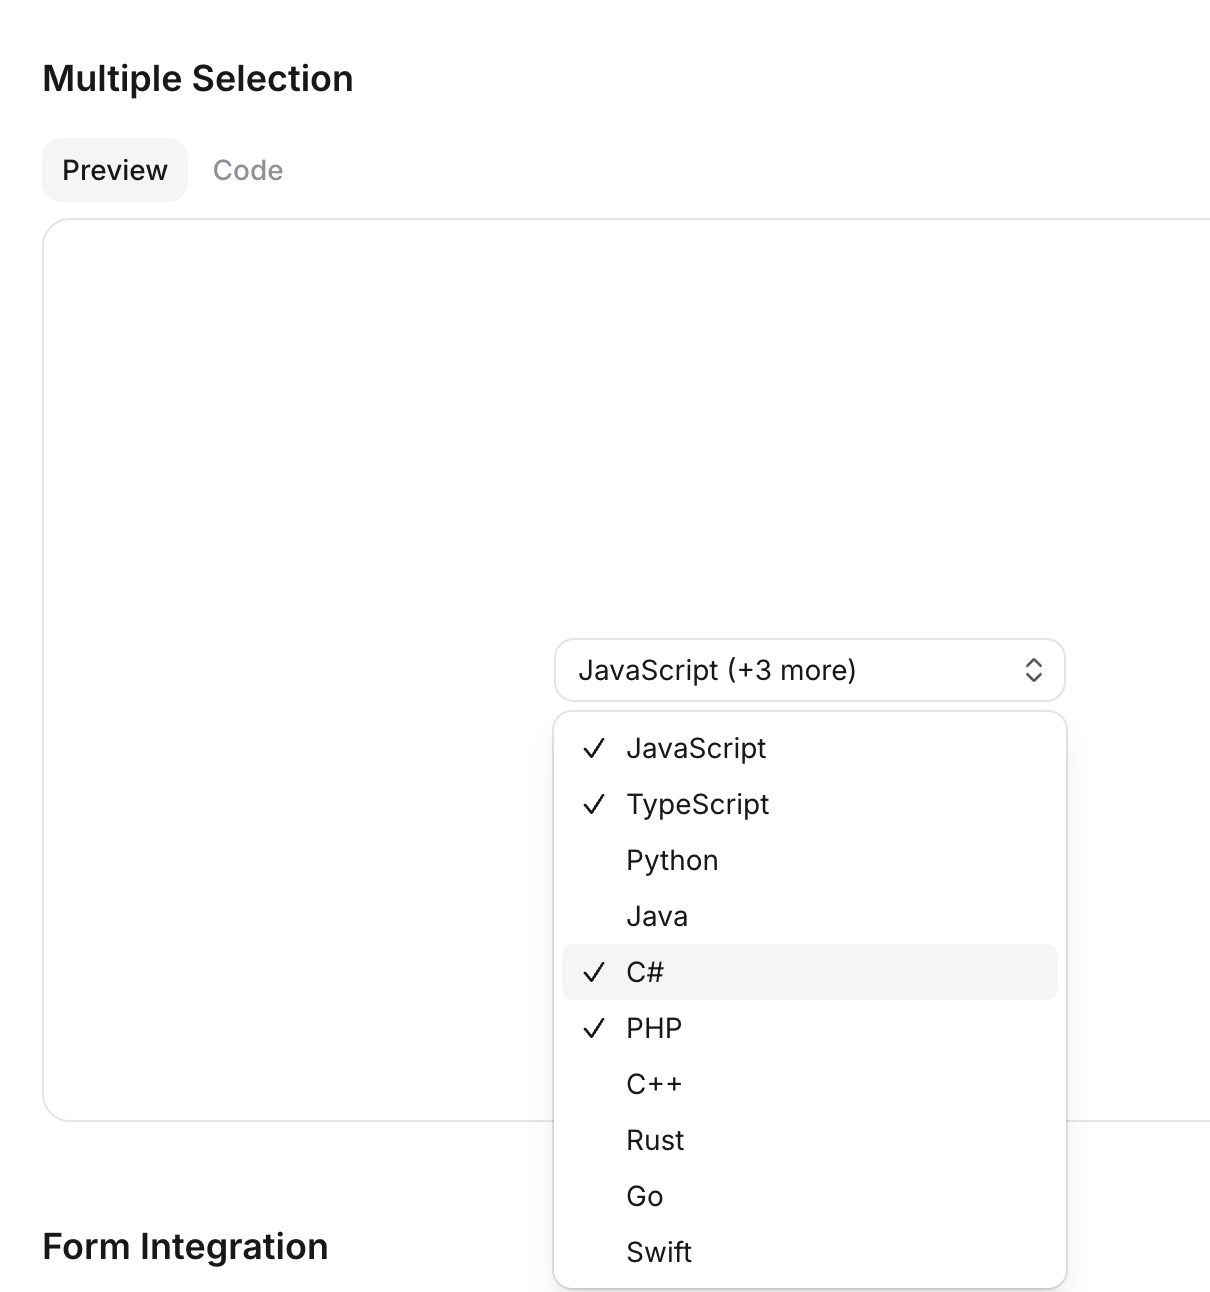 Multiple Selection
Preview Code
JavaScript (+3 more)
JavaScript
TypeScript
Python
Java
C#
PHP
C++
Rust
Go
Swift
Form Integration